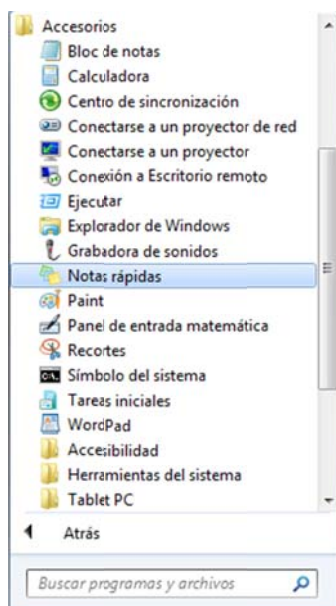 Accesorios
Bloc de notas
Calculadora
Centro de sincronización
Conectarse a un proyector de red
Conectarse a un proyector
Conexión a Escritorio remoto
Ejecutar
Explorador de Windows
Grabadora de sonidos
Notas rápidas
Paint
Panel de entrada matemática
Recortes
Símbolo del sistema
Tareas iniciales
WordPad
Accesibilidad
Herramientas del sistema
Tablet PC
Atrás
Buscar programas y archivos